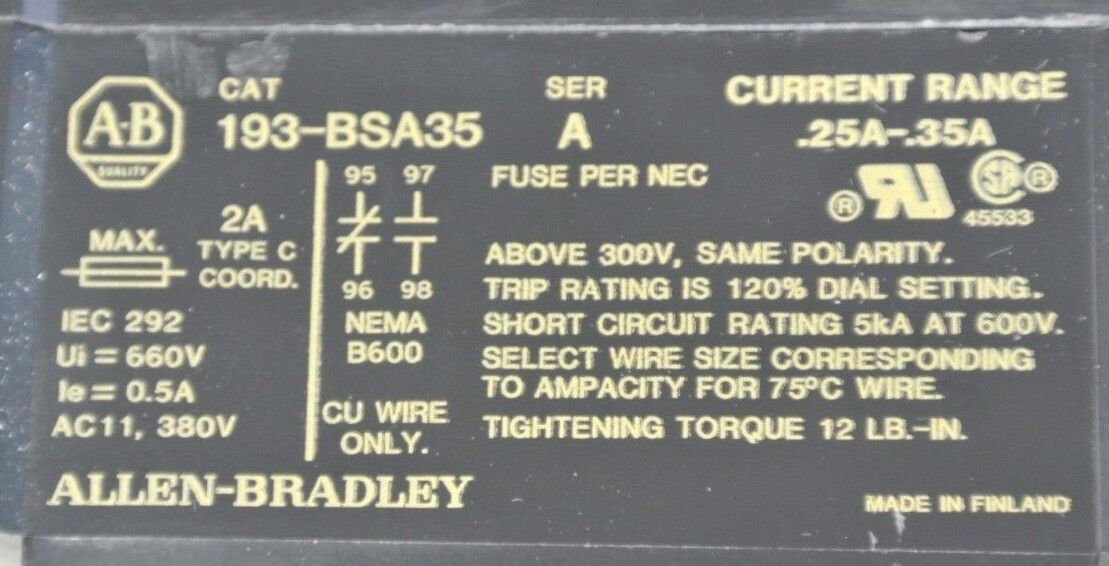 A-B
QUALITY
CAT
193-BSA35
SER
A
CURRENT RANGE
.25A-.35A
95 97
96 98
NEMA
B600
CU WIRE
ONLY.
MAX.
2A
TYPE C
COORD.
IEC 292
Ui = 660V
Ie = 0.5A
AC11, 380V
FUSE PER NEC
® RU SA ®
45533
ABOVE 300V, SAME POLARITY.
TRIP RATING IS 120% DIAL SETTING.
SHORT CIRCUIT RATING 5kA AT 600V.
SELECT WIRE SIZE CORRESPONDING
TO AMPACITY FOR 75°C WIRE.
TIGHTENING TORQUE 12 LB.-IN.
ALLEN-BRADLEY
MADE IN FINLAND